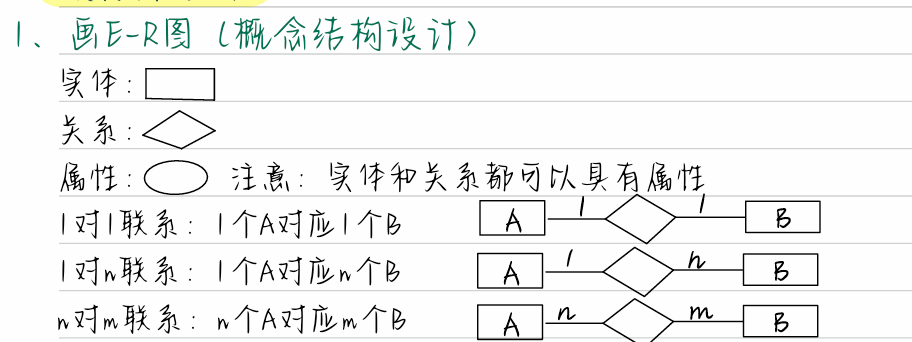 1、画E-R图（概念结构设计）
实体:
关系:
属性: 注意: 实体和关系都可以具有属性
1对1联系: 1个A对应1个B A 1 1 B
1对n联系: 1个A对应n个B A 1 n B
n对m联系: n个A对应m个B A n m B